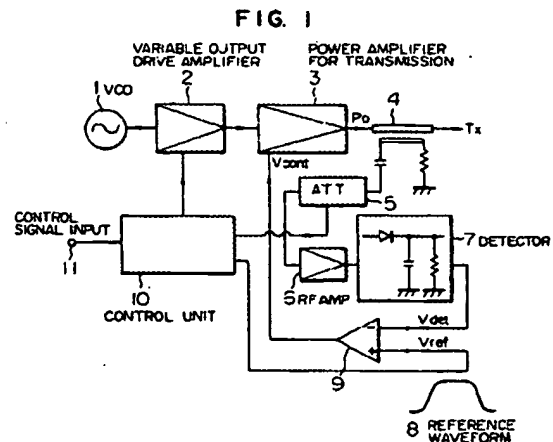 FIG. 1
VARIABLE OUTPUT
DRIVE AMPLIFIER
2
POWER AMPLIFIER
FOR TRANSMISSION
3
1 VCO
Po
4
Tx
Vcont
ATT
5
CONTROL
SIGNAL INPUT
11
10
CONTROL UNIT
6 RF AMP
7 DETECTOR
Vdet
Vref
9
8 REFERENCE
WAVEFORM